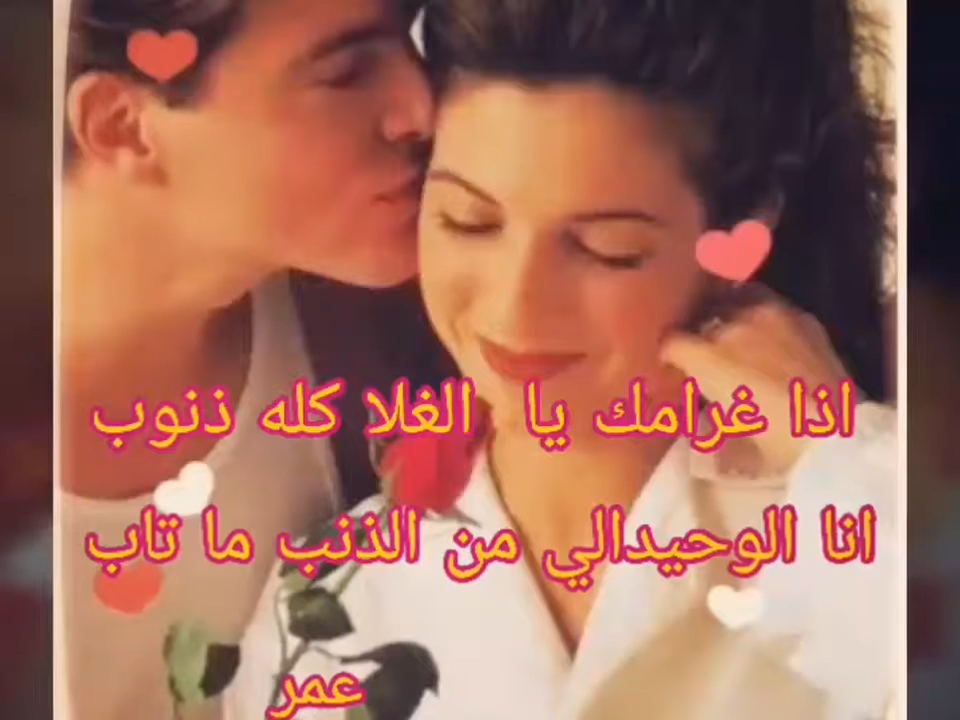 اذا غرامك يا الغلا كله ذنوب
انا الوحيدالي من الذنب ما تاب
عمر